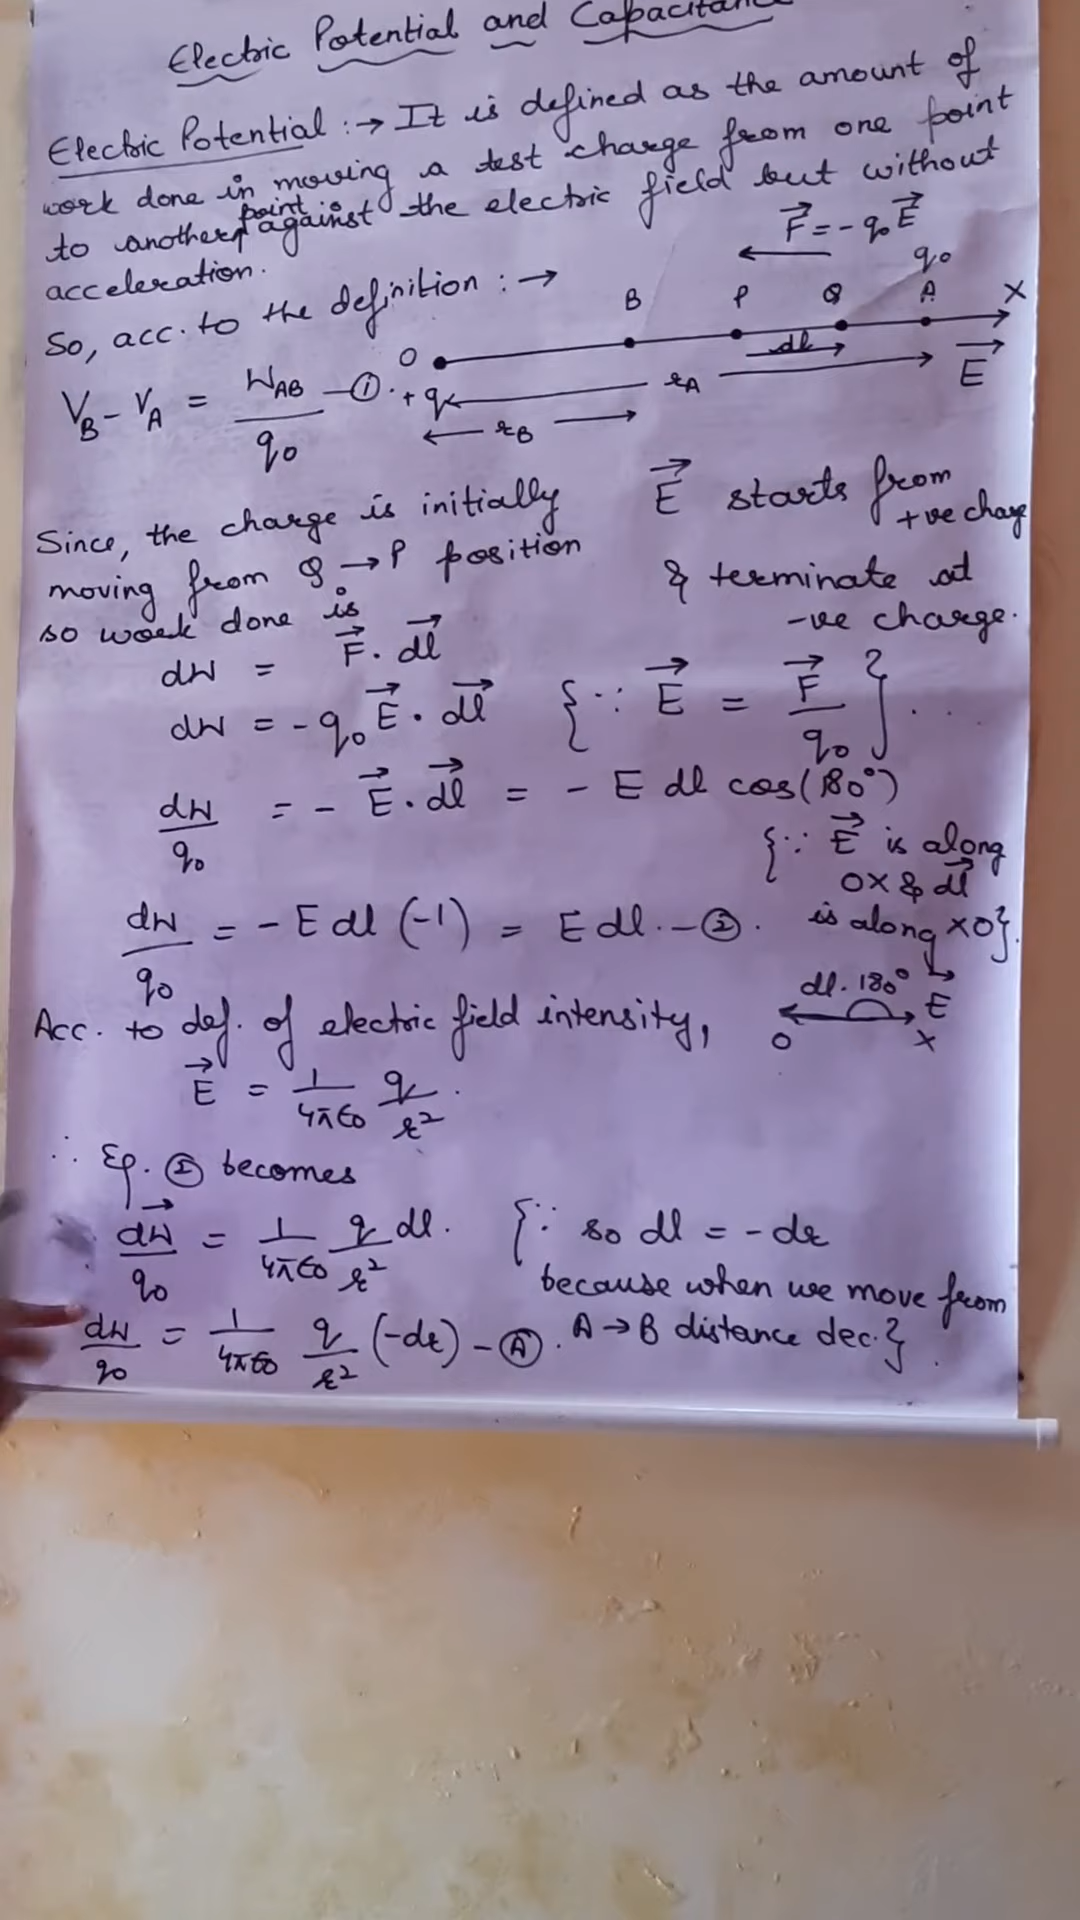 Electric Potential and Capacitance
Electric Potential :→ It is defined as the amount of
work done in moving a test charge from one point
to another point against the electric field but without
acceleration.
F = -q₀E
So, acc. to the definition :→
q₀
O B P Q A X
dl
V_B - V_A = W_AB / q₀ —①.
+q
r_A
E
r_B
Since, the charge is initially
moving from Q → P position
so work done is
E starts from
+ve charge
& terminate at
-ve charge.
dW = F . dl
dW = -q₀ E . dl {∵ E = F / q₀} ....
dW / q₀ = - E . dl = - E dl cos(180°)
{∵ E is along
OX & dl
is along XO}.
dW / q₀ = - E dl (-1) = E dl. —②.
dl. 180° E
O X
Acc. to def. of electric field intensity,
E = 1 / 4πε₀ q / r² .
∴ Eq. ② becomes
dW / q₀ = 1 / 4πε₀ q / r² dl. {∵ so dl = - dr
because when we move from
A → B distance dec.}.
dW / q₀ = 1 / 4πε₀ q / r² (-dr) —Ⓐ.